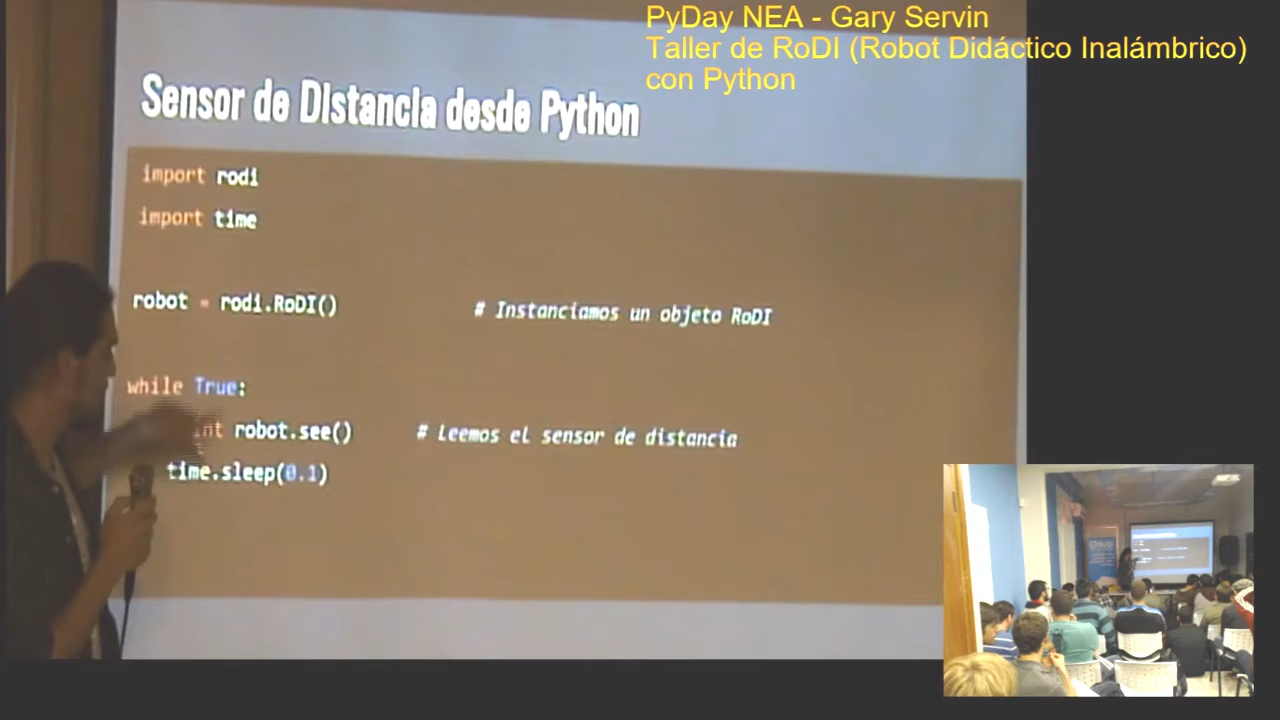 PyDay NEA - Gary Servin
Taller de RoDI (Robot Didáctico Inalámbrico)
con Python
Sensor de Distancia desde Python
import rodi
import time
robot = rodi.RoDI() # Instanciamos un objeto RoDI
while True:
int robot.see() # Leemos el sensor de distancia
time.sleep(0.1)
RoDI